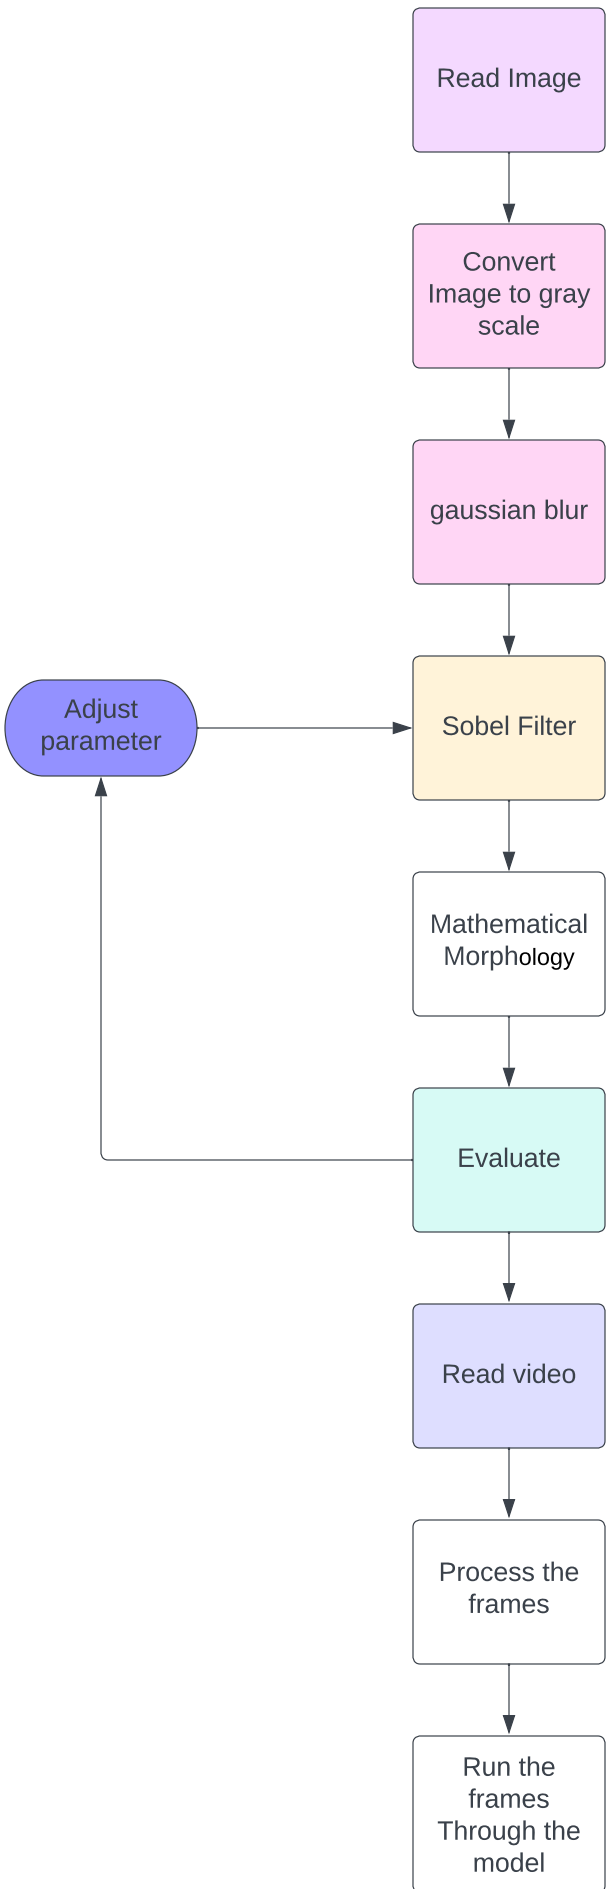 Read Image
Convert
Image to gray
scale
gaussian blur
Adjust
parameter
Sobel Filter
Mathematical
Morphology
Evaluate
Read video
Process the
frames
Run the
frames
Through the
model